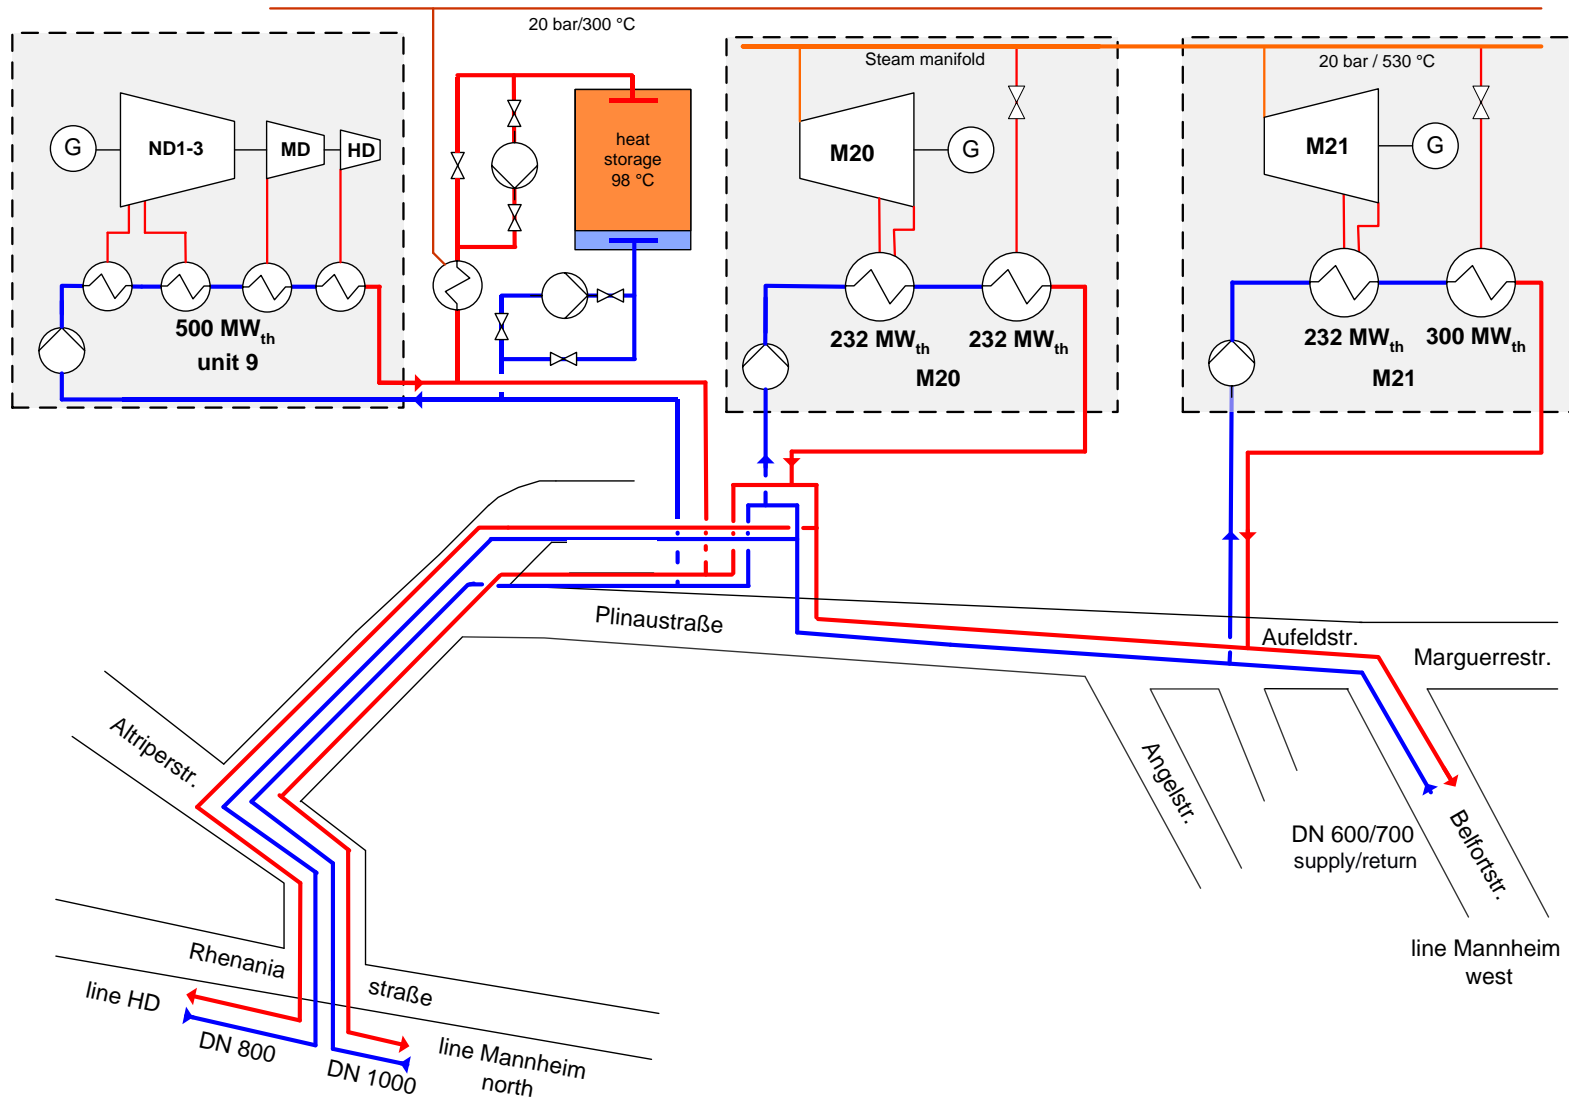 20 bar/300 °C
Steam manifold
20 bar / 530 °C
G
ND1-3
MD
HD
heat
storage
98 °C
M20
G
M21
G
500 MWth
unit 9
232 MWth
232 MWth
M20
232 MWth
300 MWth
M21
Plinaustraße
Aufeldstr.
Marguerrestr.
Altriperstr.
Angelstr.
Belfortstr.
DN 600/700
supply/return
line Mannheim
west
Rhenania
straße
line HD
DN 800
DN 1000
line Mannheim
north